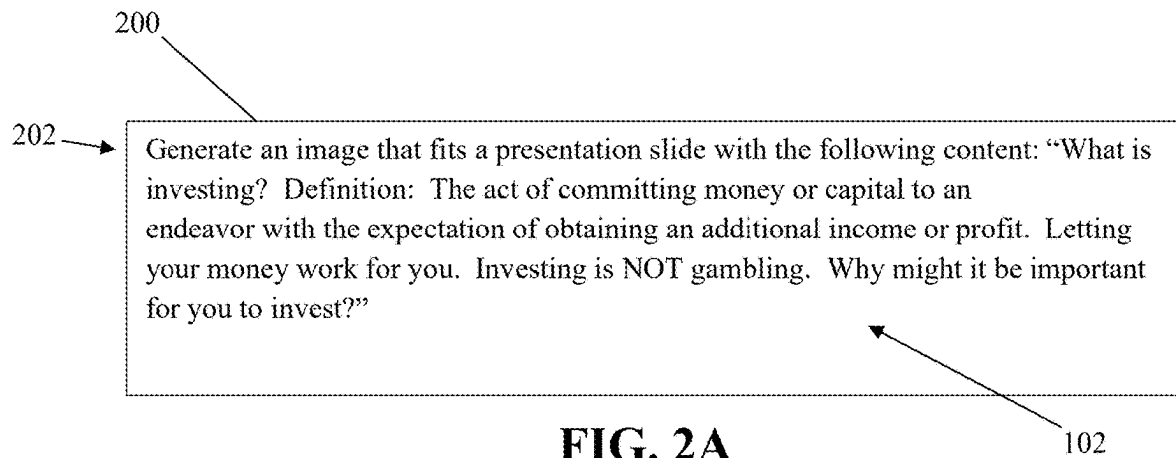 200
202
Generate an image that fits a presentation slide with the following content: “What is
investing?  Definition:  The act of committing money or capital to an
endeavor with the expectation of obtaining an additional income or profit.  Letting
your money work for you.  Investing is NOT gambling.  Why might it be important
for you to invest?”
FIG. 2A
102